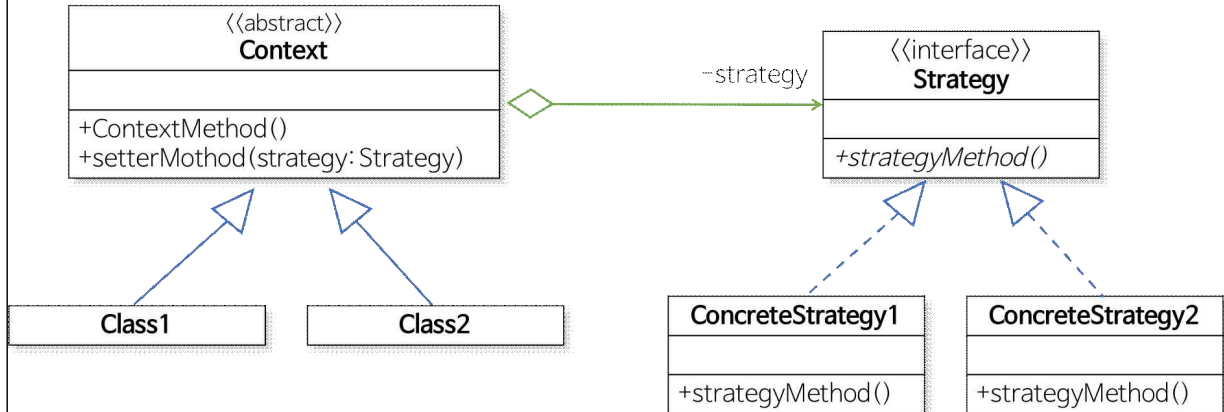 《abstract》
Context
+ContextMethod()
+setterMothod(strategy: Strategy)
-strategy
《interface》
Strategy
+strategyMethod()
Class1
Class2
ConcreteStrategy1
+strategyMethod()
ConcreteStrategy2
+strategyMethod()